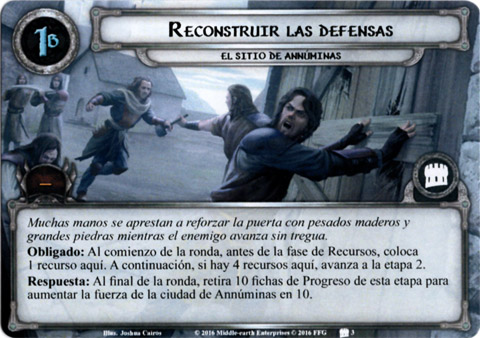 1B
RECONSTRUIR LAS DEFENSAS
EL SITIO DE ANNÚMINAS
–
Muchas manos se aprestan a reforzar la puerta con pesados maderos y
grandes piedras mientras el enemigo avanza sin tregua.
Obligado: Al comienzo de la ronda, antes de la fase de Recursos, coloca
1 recurso aquí. A continuación, si hay 4 recursos aquí, avanza a la etapa 2.
Respuesta: Al final de la ronda, retira 10 fichas de Progreso de esta etapa para
aumentar la fuerza de la ciudad de Annúminas en 10.
Illus. Joshua Cairos © 2016 Middle-earth Enterprises © 2016 FFG 3